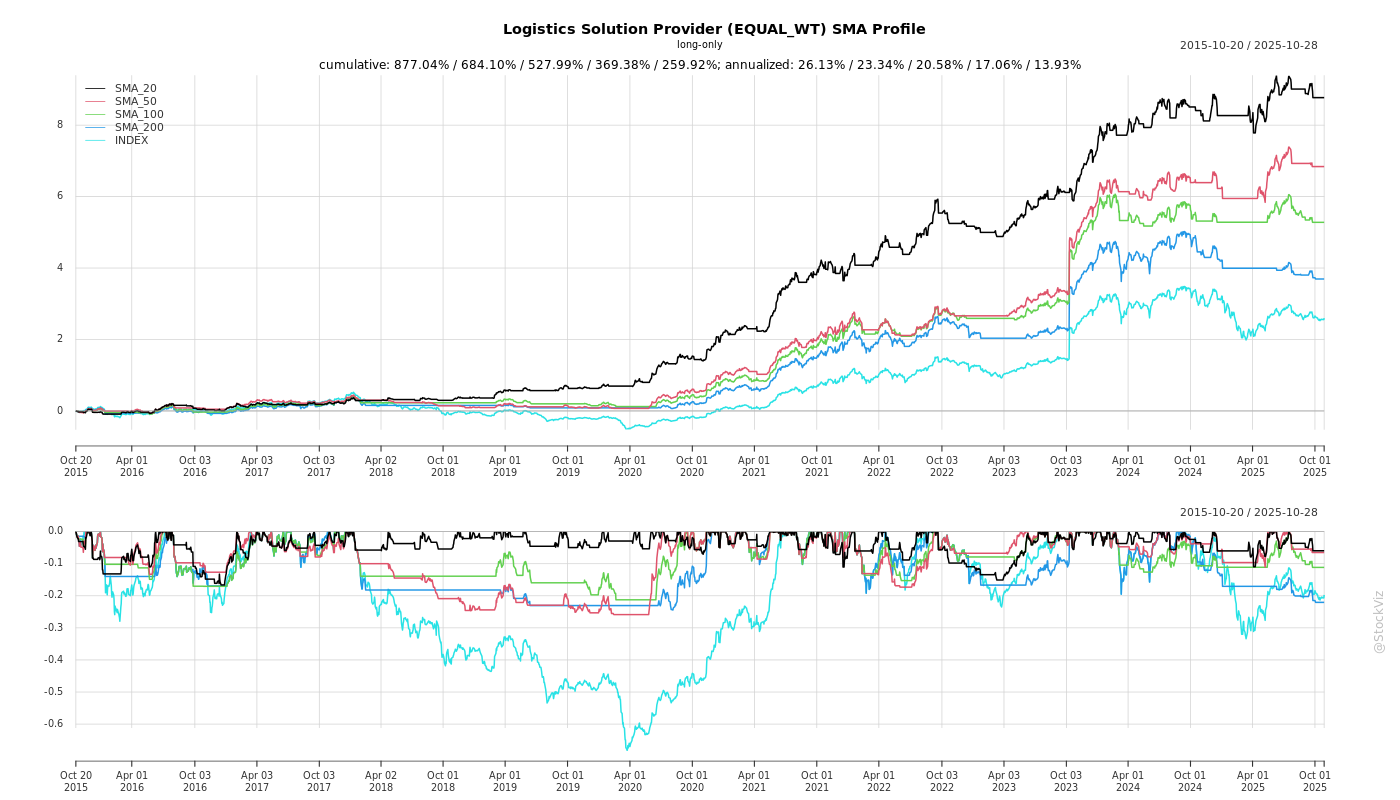 Logistics Solution Provider (EQUAL_WT) SMA Profile
long-only
2015-10-20 / 2025-10-28
cumulative: 877.04% / 684.10% / 527.99% / 369.38% / 259.92%; annualized: 26.13% / 23.34% / 20.58% / 17.06% / 13.93%
SMA_20
SMA_50
SMA_100
SMA_200
INDEX
8
6
4
2
0
Oct 20 Apr 01 Oct 03 Apr 03 Oct 03 Apr 02 Oct 01 Apr 01 Oct 01 Apr 01 Oct 01 Apr 01 Oct 01 Apr 01 Oct 03 Apr 03 Oct 03 Apr 01 Oct 01 Apr 01 Oct 01
2015 2016 2016 2017 2017 2018 2018 2019 2019 2020 2020 2021 2021 2022 2022 2023 2023 2024 2024 2025 2025
2015-10-20 / 2025-10-28
0.0
-0.1
-0.2
-0.3
-0.4
-0.5
-0.6
Oct 20 Apr 01 Oct 03 Apr 03 Oct 03 Apr 02 Oct 01 Apr 01 Oct 01 Apr 01 Oct 01 Apr 01 Oct 01 Apr 01 Oct 03 Apr 03 Oct 03 Apr 01 Oct 01 Apr 01 Oct 01
2015 2016 2016 2017 2017 2018 2018 2019 2019 2020 2020 2021 2021 2022 2022 2023 2023 2024 2024 2025 2025
@StockViz